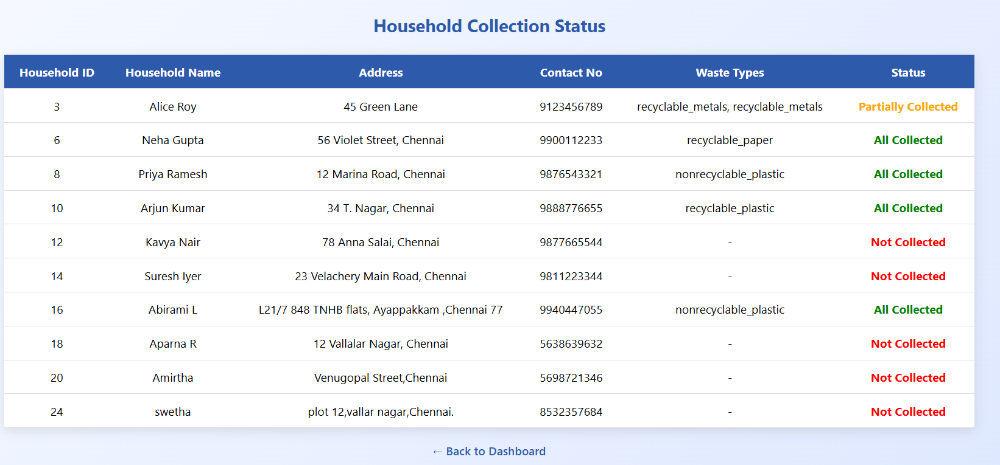 Household Collection Status
Household ID Household Name Address Contact No Waste Types Status
3 Alice Roy 45 Green Lane 9123456789 recyclable_metals, recyclable_metals Partially Collected
6 Neha Gupta 56 Violet Street, Chennai 9900112233 recyclable_paper All Collected
8 Priya Ramesh 12 Marina Road, Chennai 9876543321 nonrecyclable_plastic All Collected
10 Arjun Kumar 34 T. Nagar, Chennai 9888776655 recyclable_plastic All Collected
12 Kavya Nair 78 Anna Salai, Chennai 9877665544 - Not Collected
14 Suresh Iyer 23 Velachery Main Road, Chennai 9811223344 - Not Collected
16 Abirami L L21/7 848 TNHB flats, Ayappakkam ,Chennai 77 9940447055 nonrecyclable_plastic All Collected
18 Aparna R 12 Vallalar Nagar, Chennai 5638639632 - Not Collected
20 Amirtha Venugopal Street,Chennai 5698721346 - Not Collected
24 swetha plot 12,vallar nagar,Chennai. 8532357684 - Not Collected
← Back to Dashboard